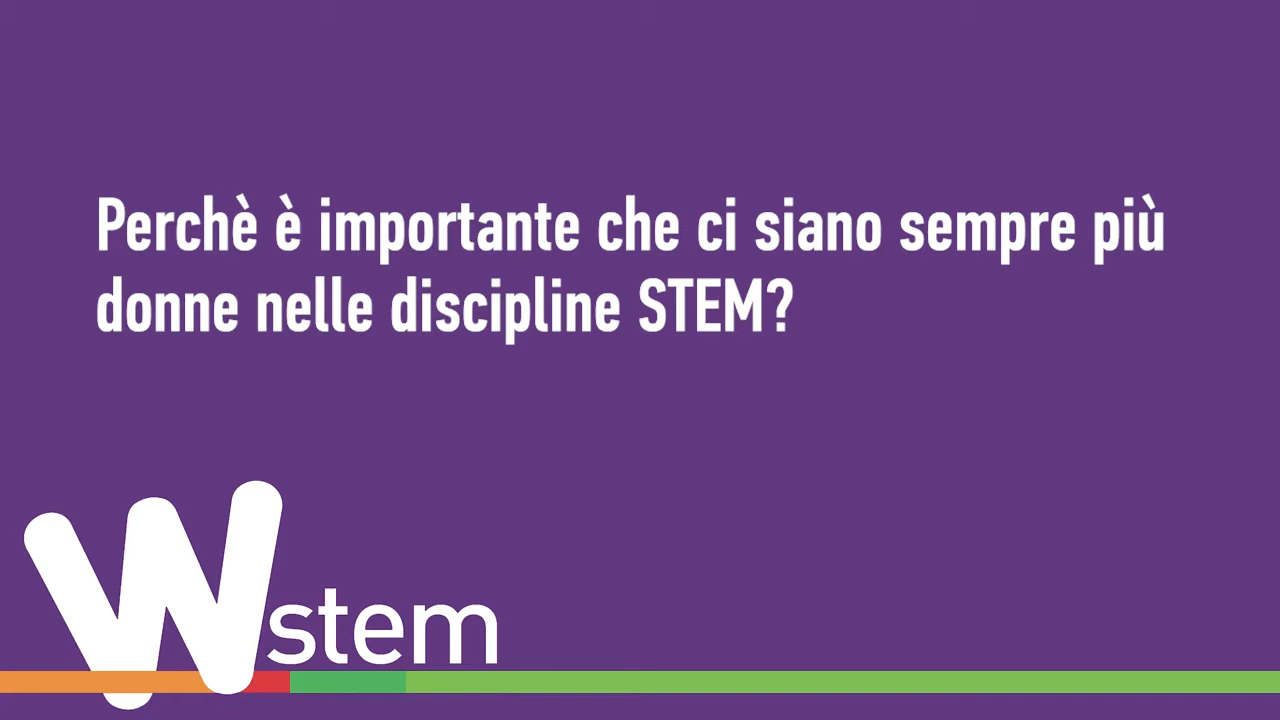 Perchè è importante che ci siano sempre più
donne nelle discipline STEM?
Wstem